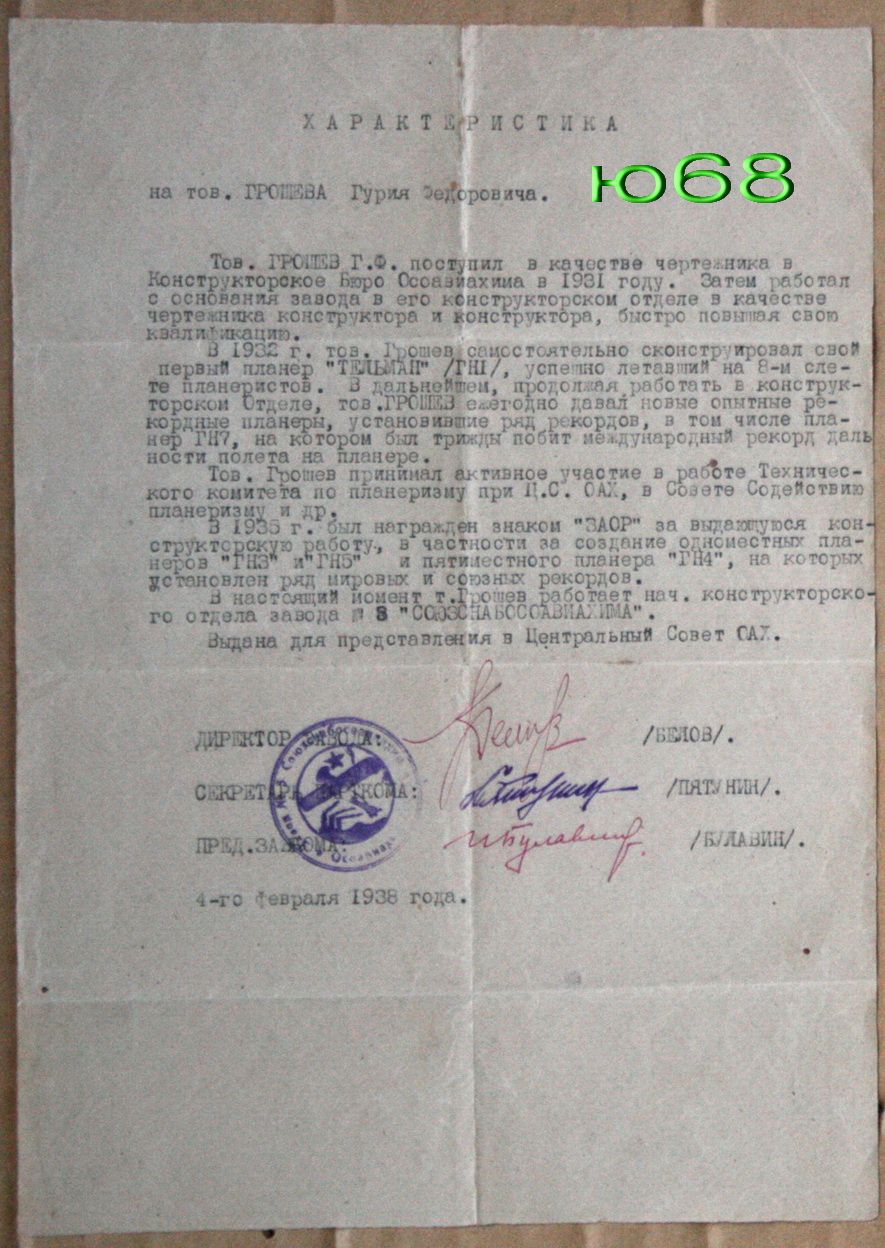 ХАРАКТЕРИСТИКА
ю68
на тов. ГРОШЕВА Гурия Федоровича.
Тов. ГРОШЕВ Г.Ф. поступил в качестве чертежника в
Конструкторское Бюро Осоавиахима в 1931 году. Затем работал
с основания завода в его конструкторском отделе в качестве
чертежника конструктора и конструктора, быстро повышая свою
квалификацию.
В 1932 г. тов. Грошев самостоятельно сконструировал свой
первый планер "ТЕЛЬМАН" /ГН1/, успешно летавший на 8-м сле-
те планеристов. В дальнейшем, продолжая работать в конструк-
торском Отделе, тов.ГРОШЕВ ежегодно давал новые опытные ре-
кордные планеры, установившие ряд рекордов, в том числе пла-
нер ГН7, на котором был трижды побит международный рекорд даль
ности полета на планере.
Тов. Грошев принимал активное участие в работе Техничес-
кого комитета по планеризму при Ц.С. ОАХ, в Совете Содействию
планеризму и др.
В 1935 г. был награжден знаком "ЗАОР" за выдающуюся кон-
структорскую работу, в частности за создание одноместных пла-
неров "ГН3" и"ГН5" и пятиместного планера "ГН4", на которых
установлен ряд мировых и союзных рекордов.
В настоящий момент т.Грошев работает нач. конструкторско-
го отдела завода № 3 "СОЮЗСНАБОСОАВИАХИМА".
Выдана для представления в Центральный Совет ОАХ.
ДИРЕКТОР ЗАВОДА: Белов /БЕЛОВ/.
СЕКРЕТАРЬ ПАРТКОМА: /ПЯТУНИН/.
ПРЕД.ЗАВКОМА: Булавин /БУЛАВИН/.
4-го февраля 1938 года.